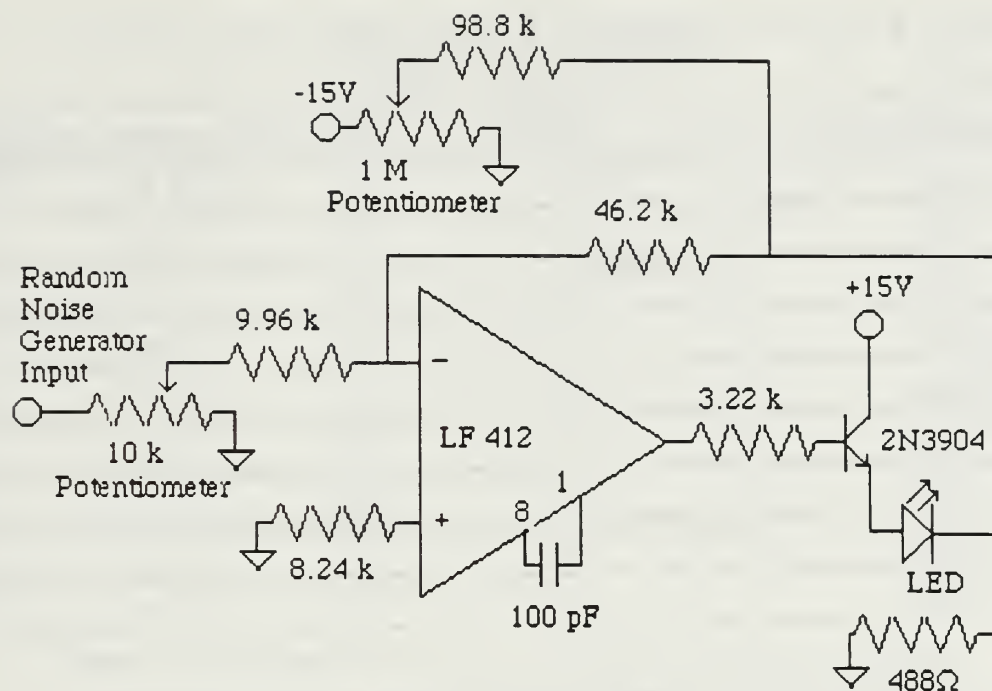 98.8 k
-15V
1 M
Potentiometer
46.2 k
+15V
Random
Noise
Generator
Input
9.96 k
−
3.22 k
2N3904
LF 412
10 k
Potentiometer
1
8
+
8.24 k
100 pF
LED
488Ω